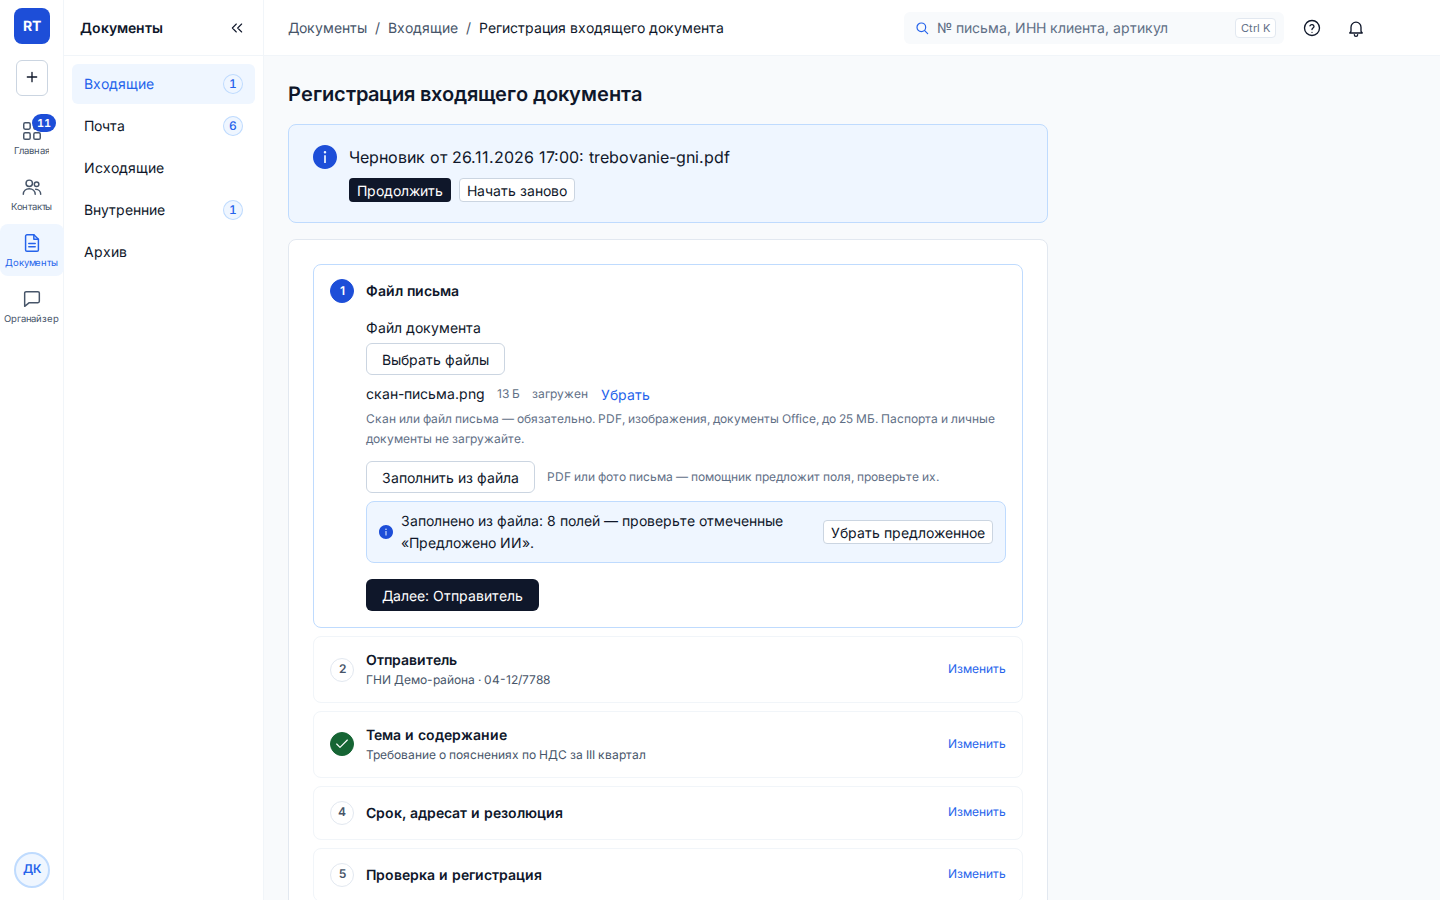 RT
Документы
Документы / Входящие / Регистрация входящего документа
№ письма, ИНН клиента, артикул
Ctrl K
11
Главная
Контакты
Документы
Органайзер
ДК
Входящие 1
Почта 6
Исходящие
Внутренние 1
Архив
Регистрация входящего документа
Черновик от 26.11.2026 17:00: trebovanie-gni.pdf
Продолжить Начать заново
1 Файл письма
Файл документа
Выбрать файлы
скан-письма.png 13 Б загружен Убрать
Скан или файл письма — обязательно. PDF, изображения, документы Office, до 25 МБ. Паспорта и личные
документы не загружайте.
Заполнить из файла PDF или фото письма — помощник предложит поля, проверьте их.
Заполнено из файла: 8 полей — проверьте отмеченные
«Предложено ИИ».
Убрать предложенное
Далее: Отправитель
2 Отправитель
ГНИ Демо-района · 04-12/7788
Изменить
Тема и содержание
Требование о пояснениях по НДС за III квартал
Изменить
4 Срок, адресат и резолюция Изменить
5 Проверка и регистрация Изменить